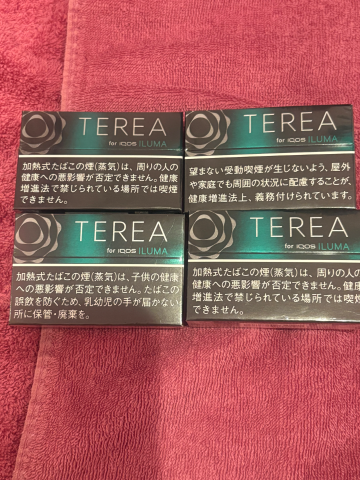 TEREA
for IQOS ILUMA
加熱式たばこの煙(蒸気)は、周りの人の
健康への悪影響が否定できません。健康
増進法で禁じられている場所では喫煙
できません。
TEREA
for IQOS ILUMA
望まない受動喫煙が生じないよう、屋外
や家庭でも周囲の状況に配慮することが、
健康増進法上、義務付けられています。
TEREA
for IQOS ILUMA
加熱式たばこの煙(蒸気)は、子供の健康
への悪影響が否定できません。たばこの
誤飲を防ぐため、乳幼児の手が届かない
所に保管・廃棄を。
TEREA
for IQOS ILUMA
加熱式たばこの煙(蒸気)は、周りの人の
健康への悪影響が否定できません。健康
増進法で禁じられている場所では喫煙
できません。